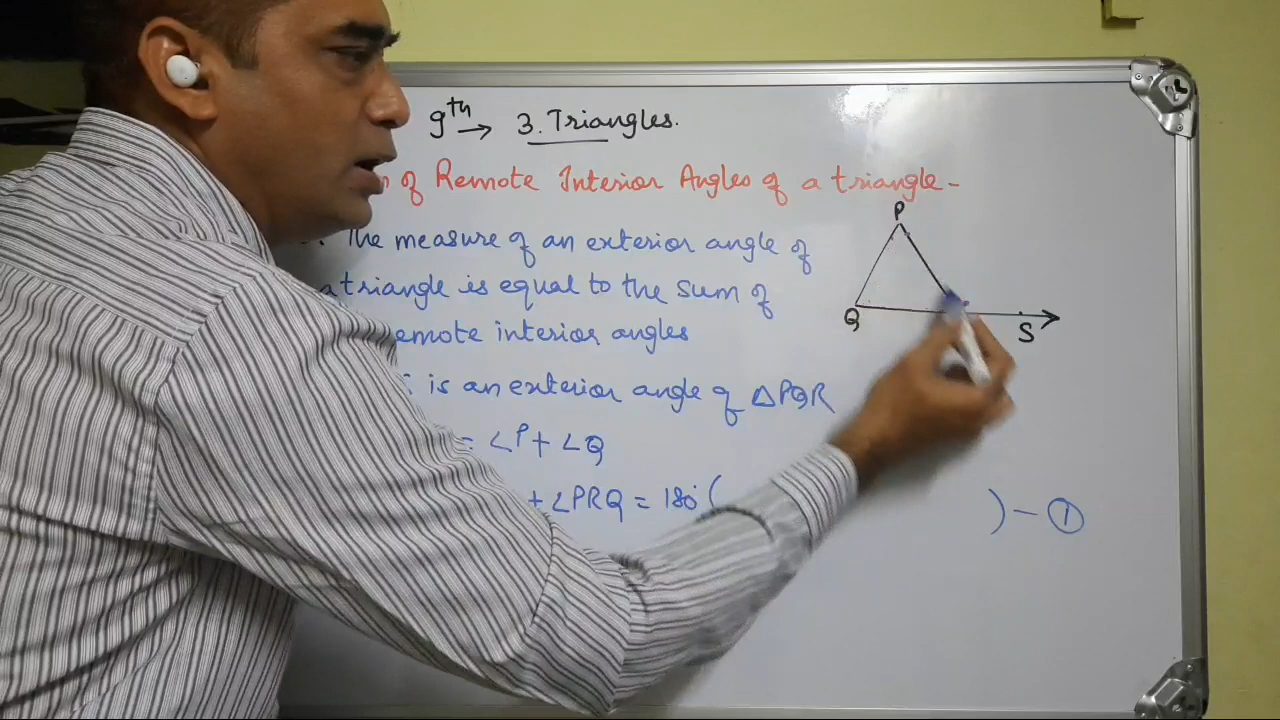 9th → 3. Triangles.
of Remote Interior Angles of a triangle -
The measure of an exterior angle of
a triangle is equal to the sum of
remote interior angles
is an exterior angle of △PQR
= ∠P + ∠Q
+ ∠PRQ = 180° ( ) - ①
P
Q
S